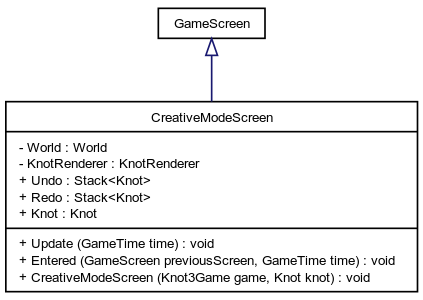 GameScreen
CreativeModeScreen
- World : World
- KnotRenderer : KnotRenderer
+ Undo : Stack<Knot>
+ Redo : Stack<Knot>
+ Knot : Knot
+ Update (GameTime time) : void
+ Entered (GameScreen previousScreen, GameTime time) : void
+ CreativeModeScreen (Knot3Game game, Knot knot) : void